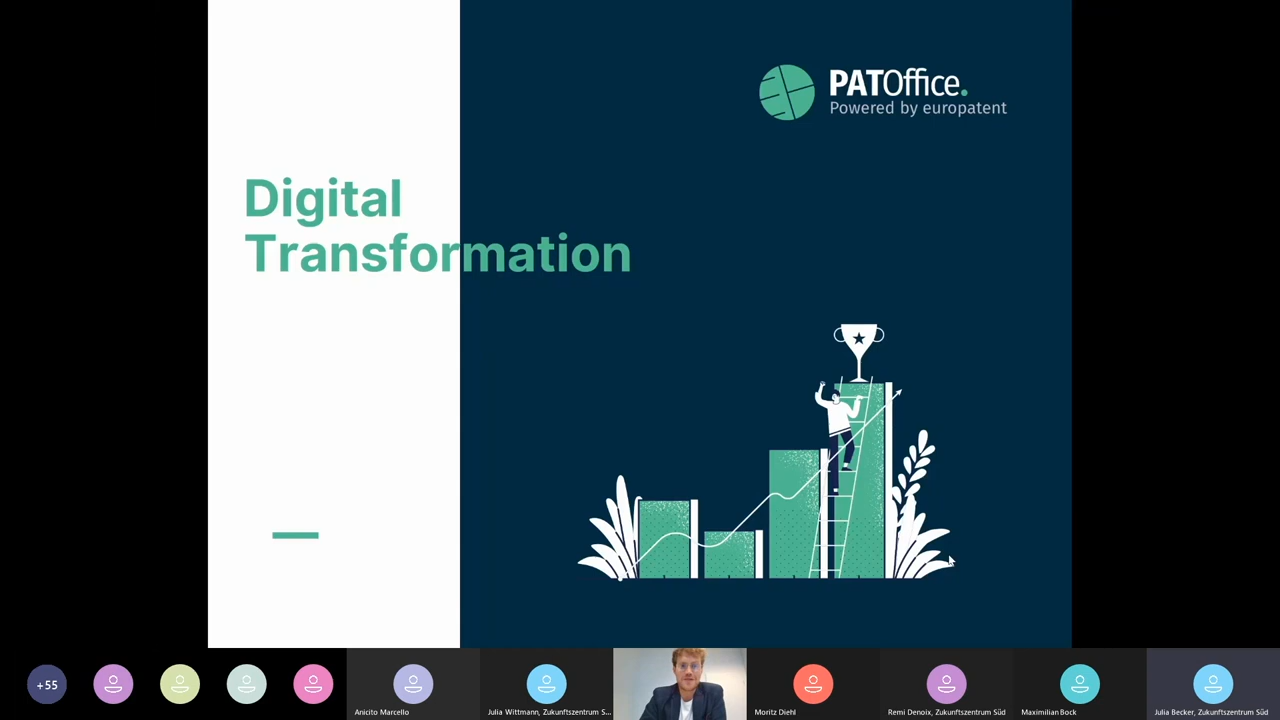 PATOffice.
Powered by europatent
Digital
Transformation
+55
Anicito Marcello
Julia Wittmann, Zukunftszentrum S...
Moritz Diehl
Remi Denoix, Zukunftszentrum Süd
Maximilian Bock
Julia Becker, Zukunftszentrum Süd